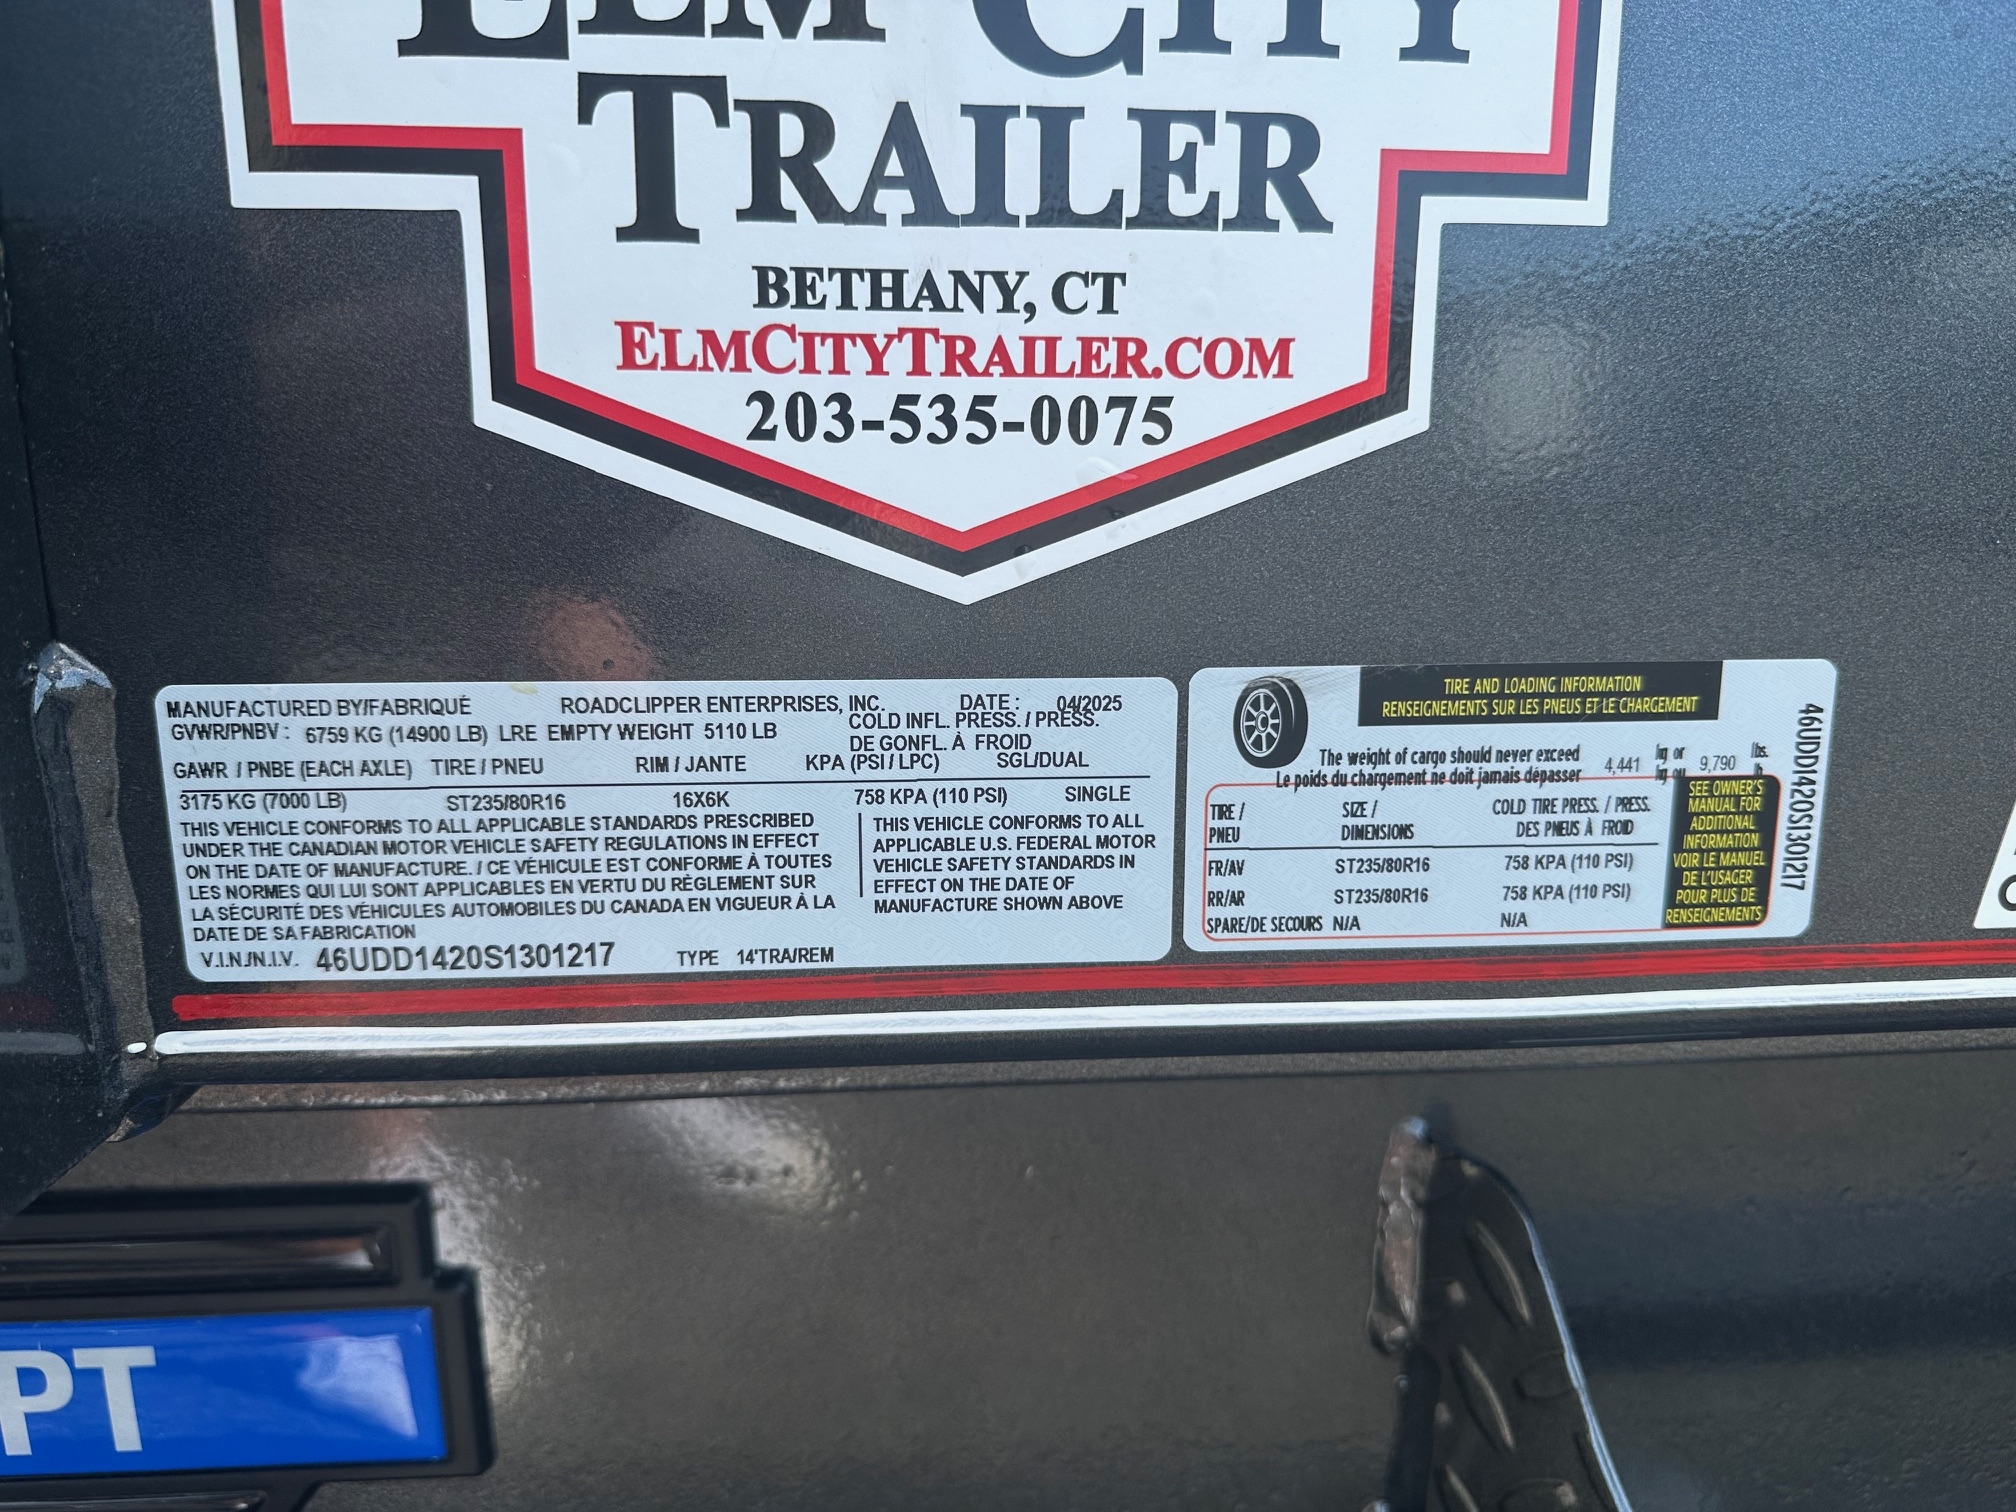 ELM CITY
TRAILER
BETHANY, CT
ELMCITYTRAILER.COM
203-535-0075
MANUFACTURED BY/FABRIQUÉ ROADCLIPPER ENTERPRISES, INC. DATE : 04/2025
GVWR/PNBV : 6759 KG (14900 LB) LRE EMPTY WEIGHT 5110 LB
COLD INFL. PRESS. / PRESS.
DE GONFL. À FROID
GAWR / PNBE (EACH AXLE) TIRE / PNEU RIM / JANTE KPA (PSI / LPC) SGL/DUAL
3175 KG (7000 LB) ST235/80R16 16X6K 758 KPA (110 PSI) SINGLE
THIS VEHICLE CONFORMS TO ALL APPLICABLE STANDARDS PRESCRIBED
UNDER THE CANADIAN MOTOR VEHICLE SAFETY REGULATIONS IN EFFECT
ON THE DATE OF MANUFACTURE. / CE VÉHICULE EST CONFORME À TOUTES
LES NORMES QUI LUI SONT APPLICABLES EN VERTU DU RÈGLEMENT SUR
LA SÉCURITÉ DES VÉHICULES AUTOMOBILES DU CANADA EN VIGUEUR À LA
DATE DE SA FABRICATION
THIS VEHICLE CONFORMS TO ALL
APPLICABLE U.S. FEDERAL MOTOR
VEHICLE SAFETY STANDARDS IN
EFFECT ON THE DATE OF
MANUFACTURE SHOWN ABOVE
V.I.N./N.I.V. 46UDD1420S1301217 TYPE 14'TRA/REM
TIRE AND LOADING INFORMATION
RENSEIGNEMENTS SUR LES PNEUS ET LE CHARGEMENT
The weight of cargo should never exceed kg or lbs.
Le poids du chargement ne doit jamais dépasser 4,441 kg ou 9,790 lb
TIRE / SIZE / COLD TIRE PRESS. / PRESS.
PNEU DIMENSIONS DES PNEUS À FROID
FR/AV ST235/80R16 758 KPA (110 PSI)
RR/AR ST235/80R16 758 KPA (110 PSI)
SPARE/DE SECOURS N/A N/A
SEE OWNER'S
MANUAL FOR
ADDITIONAL
INFORMATION
VOIR LE MANUEL
DE L'USAGER
POUR PLUS DE
RENSEIGNEMENTS
46UDD1420S1301217
PT